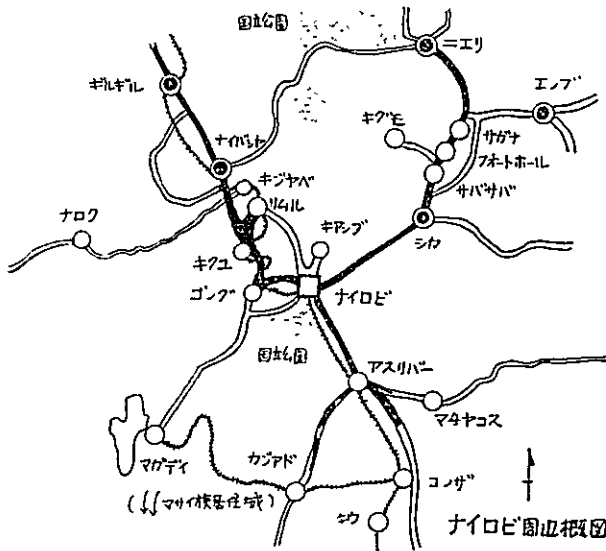 国立公園
ニエリ
ギルギル
エンブ
キグモ
サガナ
ナイバシャ
フォートホール
キジヤベ
サバサバ
リムル
ナロク
キアンブ
シカ
キクユ
ゴング
ナイロビ
国立公園
アスリバー
マチヤコス
マガディ
カジアド
コンザ
(⇩マサイ族居住域)
キウ
ナイロビ周辺概図